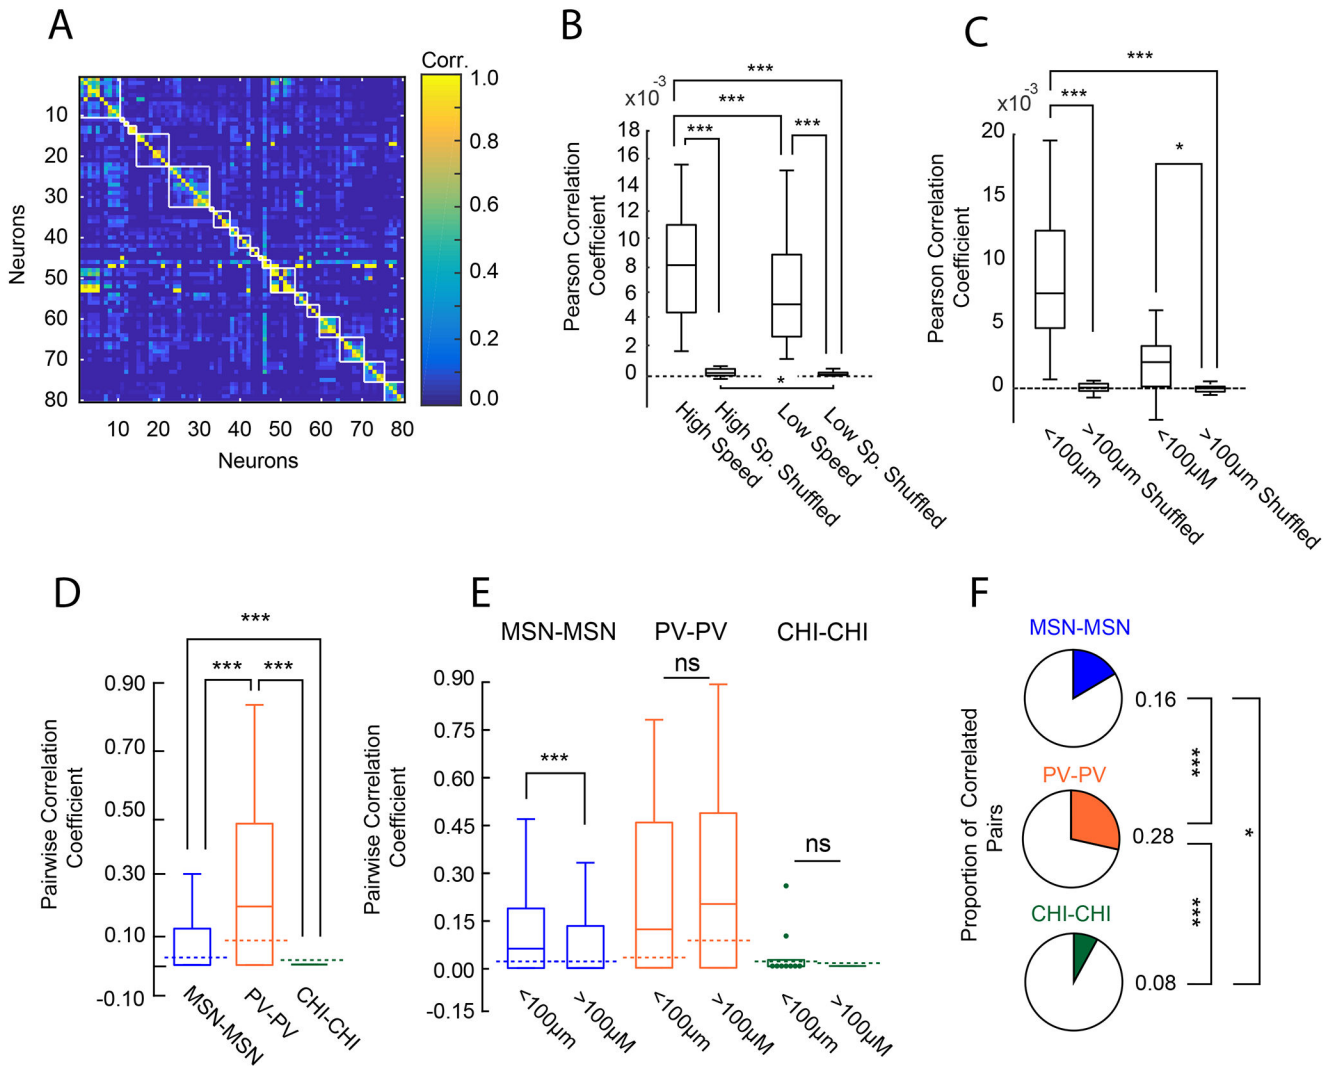 A
Corr.
1.0
0.8
0.6
0.4
0.2
0.0
Neurons
10
20
30
40
50
60
70
80
10 20 30 40 50 60 70 80
Neurons
B
***
***
*** ***
x10
-3
Pearson Correlation
Coefficient
18
16
14
12
10
8
6
4
2
0
*
High Speed
High Sp. Shuffled
Low Speed
Low Sp. Shuffled
C
***
x10
-3
***
*
Pearson Correlation
Coefficient
20
15
10
5
0
<100µm
>100µm Shuffled
<100µM
>100µm Shuffled
D
***
*** ***
Pairwise Correlation
Coefficient
0.90
0.70
0.50
0.30
0.10
-0.10
MSN-MSN
PV-PV
CHI-CHI
E
MSN-MSN PV-PV CHI-CHI
ns
***
ns
Pairwise Correlation
Coefficient
0.90
0.75
0.60
0.45
0.30
0.15
0.00
-0.15
<100µm
>100µM
<100µm
>100µM
<100µm
>100µM
F
Proportion of Correlated
Pairs
MSN-MSN
0.16
PV-PV
0.28
CHI-CHI
0.08
***
***
*